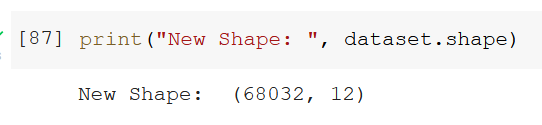 [87] print("New Shape: ", dataset.shape)
New Shape:  (68032, 12)